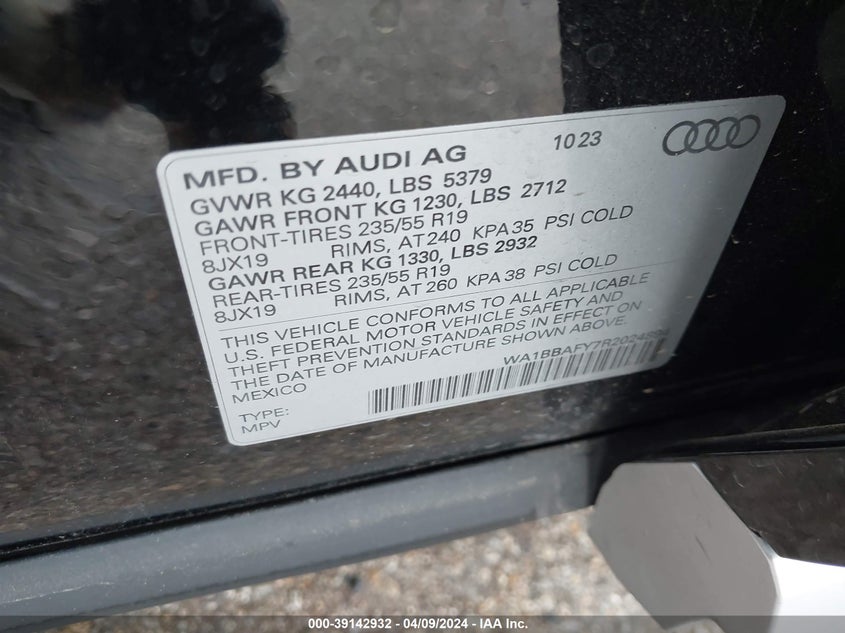 MFD. BY AUDI AG 10 23
GVWR KG 2440, LBS 5379
GAWR FRONT KG 1230, LBS 2712
FRONT-TIRES 235/55 R19
8JX19 RIMS, AT 240 KPA 35 PSI COLD
GAWR REAR KG 1330, LBS 2932
REAR-TIRES 235/55 R19
8JX19 RIMS, AT 260 KPA 38 PSI COLD
THIS VEHICLE CONFORMS TO ALL APPLICABLE
U.S. FEDERAL MOTOR VEHICLE SAFETY AND
THEFT PREVENTION STANDARDS IN EFFECT ON
THE DATE OF MANUFACTURE SHOWN ABOVE.
MEXICO
TYPE:
MPV
000-39142932 - 04/09/2024 - IAA Inc.